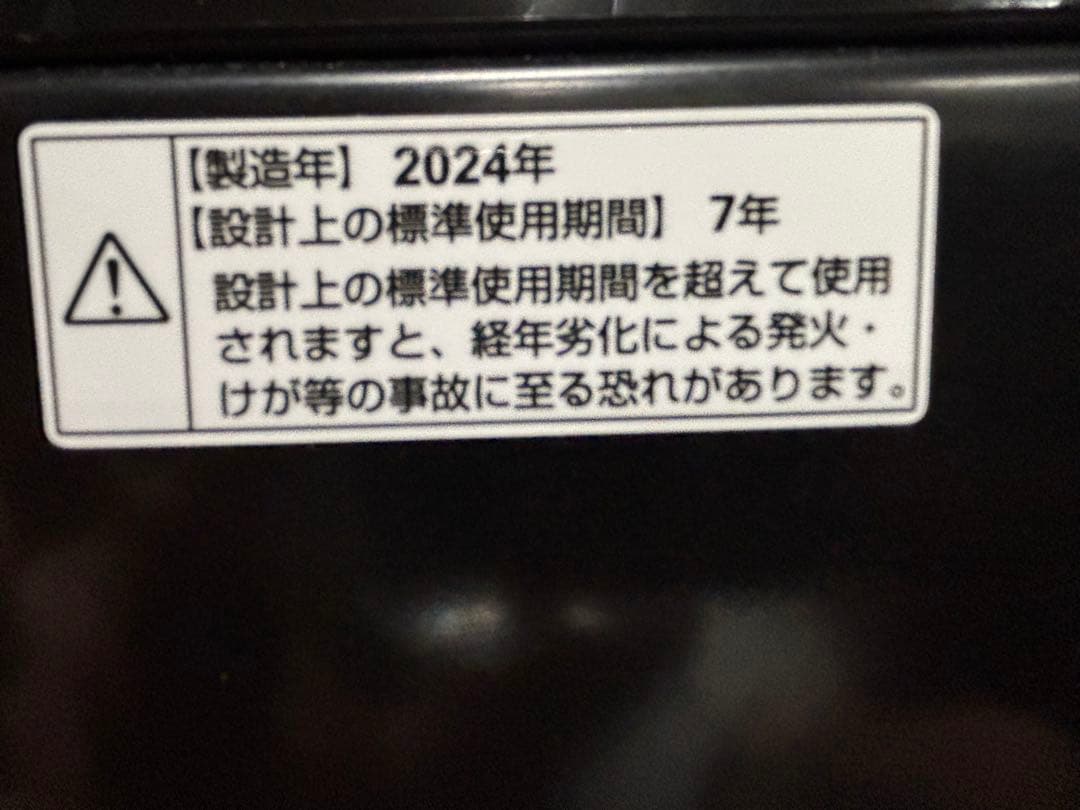 【製造年】 2024年
【設計上の標準使用期間】 7年
設計上の標準使用期間を超えて使用
されますと、経年劣化による発火・
けが等の事故に至る恐れがあります。